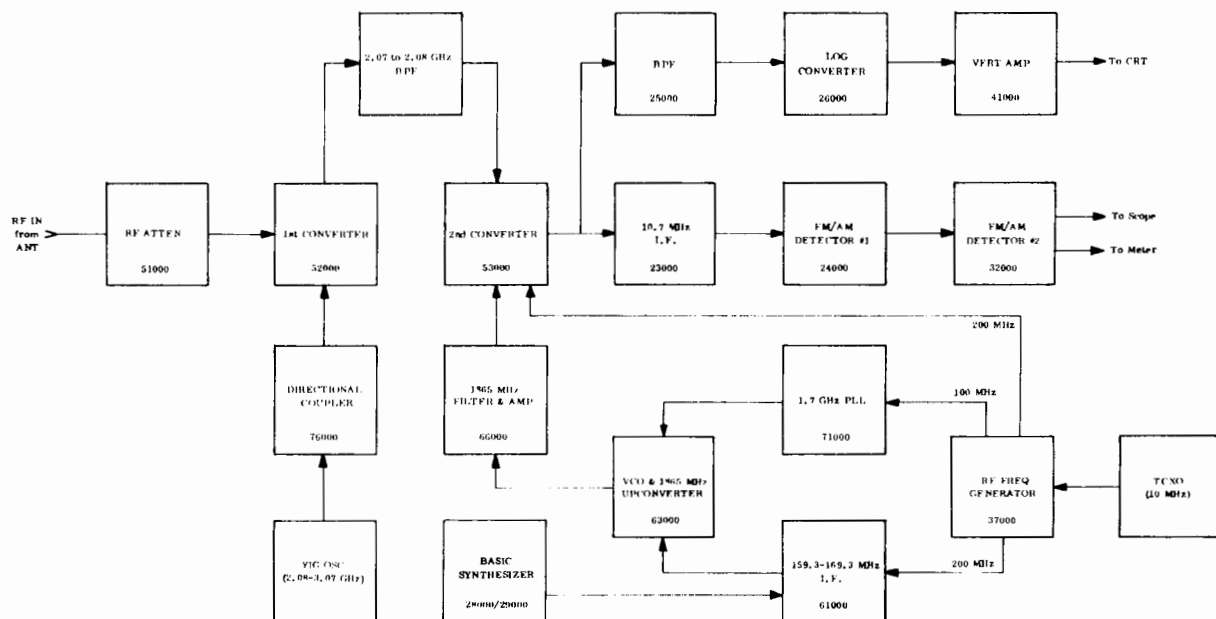 2.07 to 2.08 GHz
BPF
BPF
25000
LOG
CONVERTER
26000
VERT AMP
41000
To CRT
RF IN
from
ANT
RF ATTEN
51000
1st CONVERTER
52000
2nd CONVERTER
53000
10.7 MHz
I.F.
23000
FM/AM
DETECTOR #1
24000
FM/AM
DETECTOR #2
32000
To Scope
To Meter
200 MHz
DIRECTIONAL
COUPLER
76000
1865 MHz
FILTER & AMP
66000
1.7 GHz PLL
71000
100 MHz
VCO & 1865 MHz
UPCONVERTER
63000
RF FREQ
GENERATOR
37000
TCXO
(10 MHz)
YIG OSC
(2.08-3.07 GHz)
BASIC
SYNTHESIZER
28000/29000
159.3-169.3 MHz
I.F.
61000
200 MHz